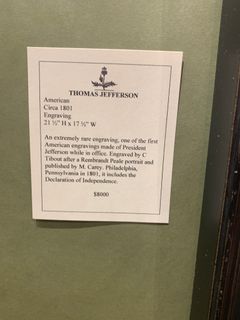 THOMAS JEFFERSON
American
Circa 1801
Engraving
21 ½" H x 17 ½" W
An extremely rare engraving, one of the first
American engravings made of President
Jefferson while in office. Engraved by C
Tibout after a Rembrandt Peale portrait and
published by M. Carey. Philadelphia,
Pennsylvania in 1801, it includes the
Declaration of Independence.
$8000